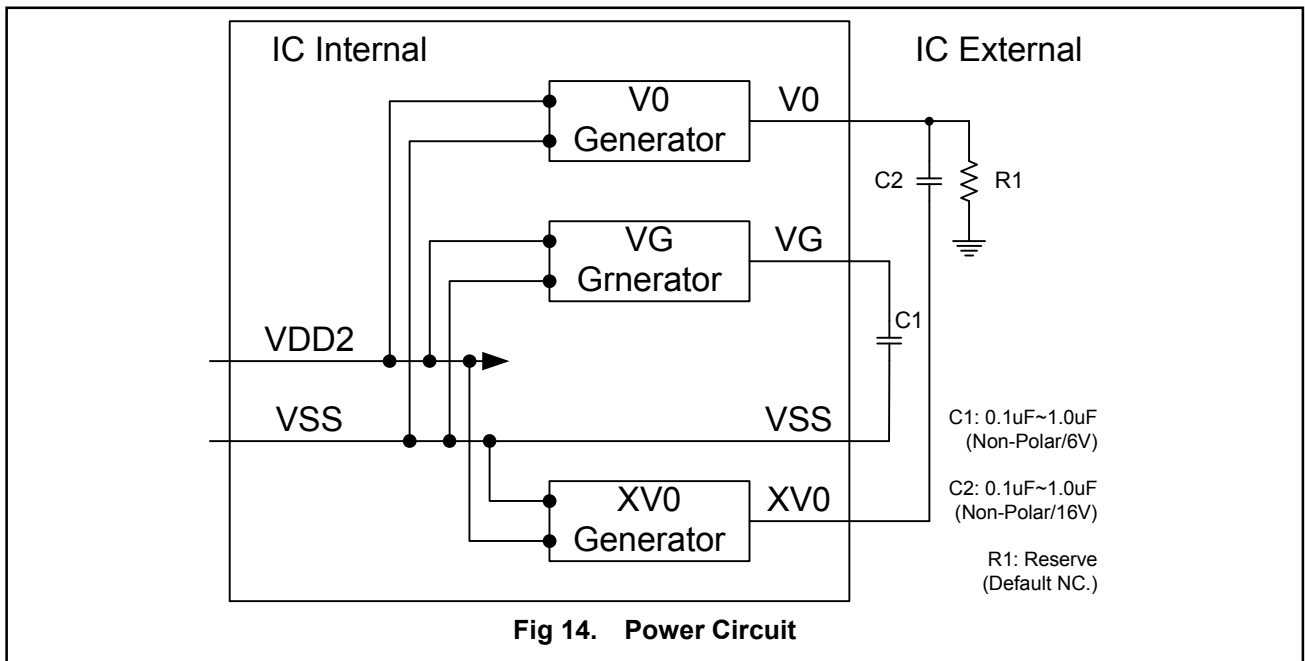 IC Internal
IC External
V0
Generator
V0
C2
R1
VG
Grnerator
VG
C1
VDD2
VSS
VSS
C1: 0.1uF~1.0uF
(Non-Polar/6V)
C2: 0.1uF~1.0uF
(Non-Polar/16V)
XV0
Generator
XV0
R1: Reserve
(Default NC.)
Fig 14. Power Circuit